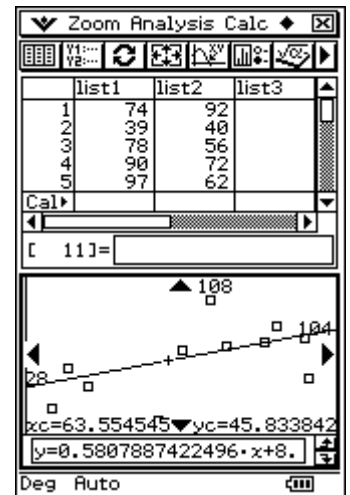 Zoom Analysis Calc
list1 list2 list3
1 74 92
2 39 40
3 78 56
4 90 72
5 97 62
Cal
[ 11]=
108
104
28
xc=63.554545 yc=45.833842
y=0.5807887422496·x+8.
Deg Auto